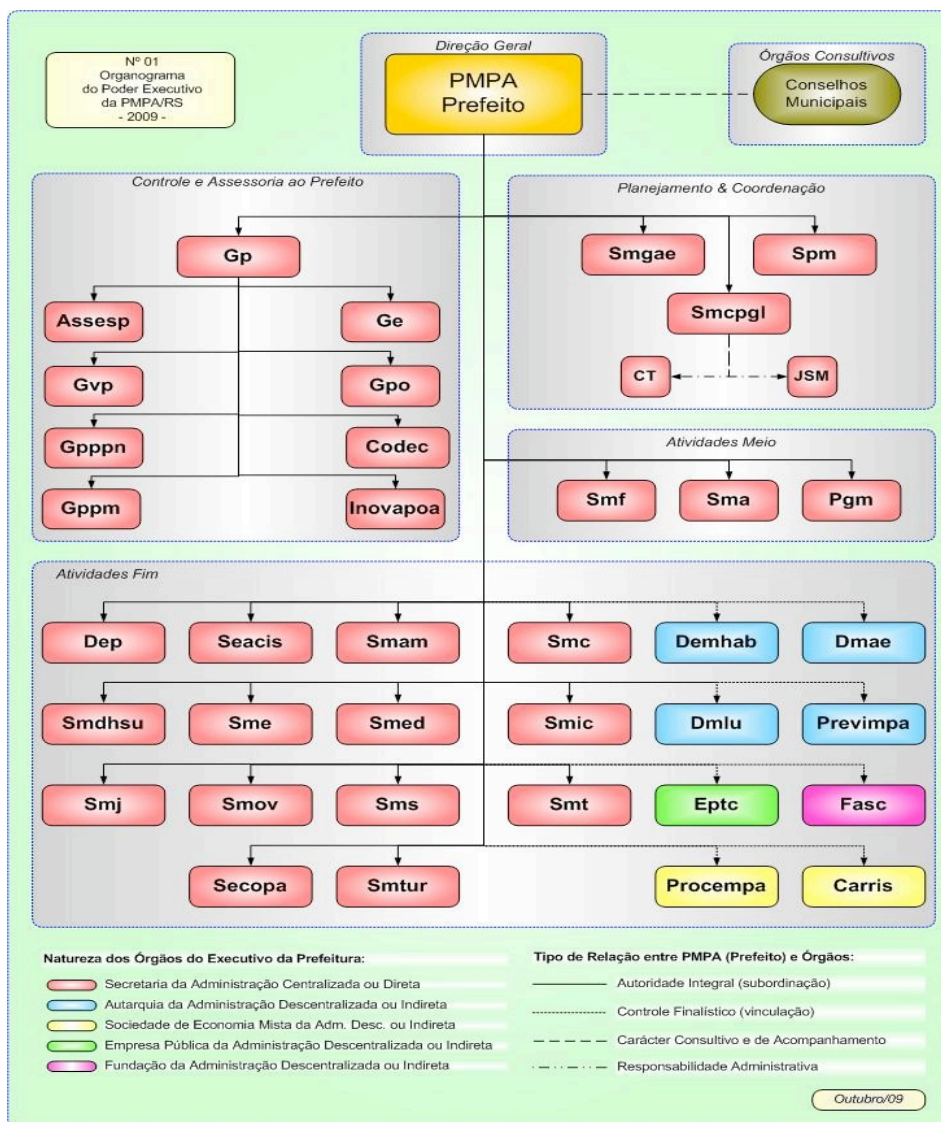 Nº 01
Organograma
do Poder Executivo
da PMPA/RS
- 2009 -
Direção Geral
PMPA
Prefeito
Órgãos Consultivos
Conselhos
Municipais
Controle e Assessoria ao Prefeito
Gp
Assesp
Ge
Gvp
Gpo
Gpppn
Codec
Gppm
Inovapoa
Planejamento & Coordenação
Smgae
Spm
Smcpgl
CT
JSM
Atividades Meio
Smf
Sma
Pgm
Atividades Fim
Dep
Seacis
Smam
Smc
Demhab
Dmae
Smdhsu
Sme
Smed
Smic
Dmlu
Previmpa
Smj
Smov
Sms
Smt
Eptc
Fasc
Secopa
Smtur
Procempa
Carris
Natureza dos Órgãos do Executivo da Prefeitura:
Secretaria da Administração Centralizada ou Direta
Autarquia da Administração Descentralizada ou Indireta
Sociedade de Economia Mista da Adm. Desc. ou Indireta
Empresa Pública da Administração Descentralizada ou Indireta
Fundação da Administração Descentralizada ou Indireta
Tipo de Relação entre PMPA (Prefeito) e Órgãos:
Autoridade Integral (subordinação)
Controle Finalístico (vinculação)
Carácter Consultivo e de Acompanhamento
Responsabilidade Administrativa
Outubro/09